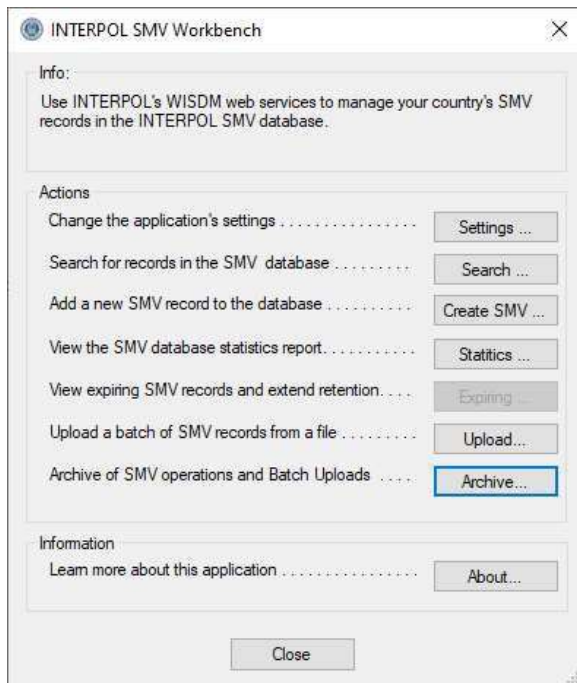 INTERPOL SMV Workbench
Info:
Use INTERPOL's WISDM web services to manage your country's SMV
records in the INTERPOL SMV database.
Actions
Change the application's settings . . . . . . . . . . . . . . . . Settings ...
Search for records in the SMV database . . . . . . . . . Search ...
Add a new SMV record to the database . . . . . . . . . . Create SMV ...
View the SMV database statistics report. . . . . . . . . . . Statitics ...
View expiring SMV records and extend retention. . . . Expiring ...
Upload a batch of SMV records from a file . . . . . . . . . Upload...
Archive of SMV operations and Batch Uploads . . . . Archive...
Information
Learn more about this application . . . . . . . . . . . . . . . . About...
Close